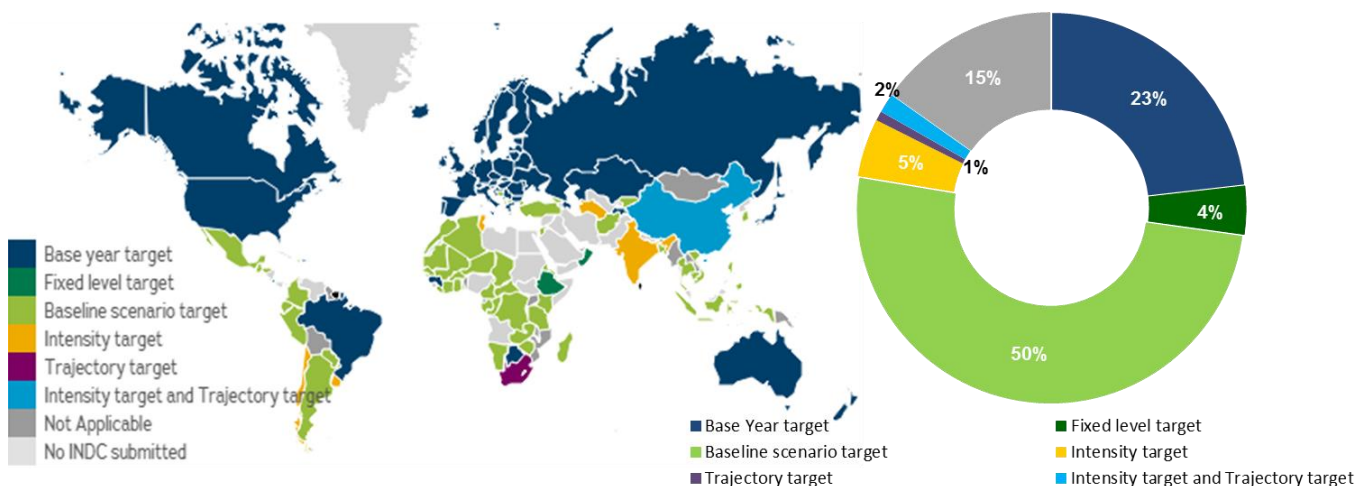 Base year target
Fixed level target
Baseline scenario target
Intensity target
Trajectory target
Intensity target and Trajectory target
Not Applicable
No INDC submitted
15%
23%
2%
5%
1%
4%
50%
Base Year target
Fixed level target
Baseline scenario target
Intensity target
Trajectory target
Intensity target and Trajectory target